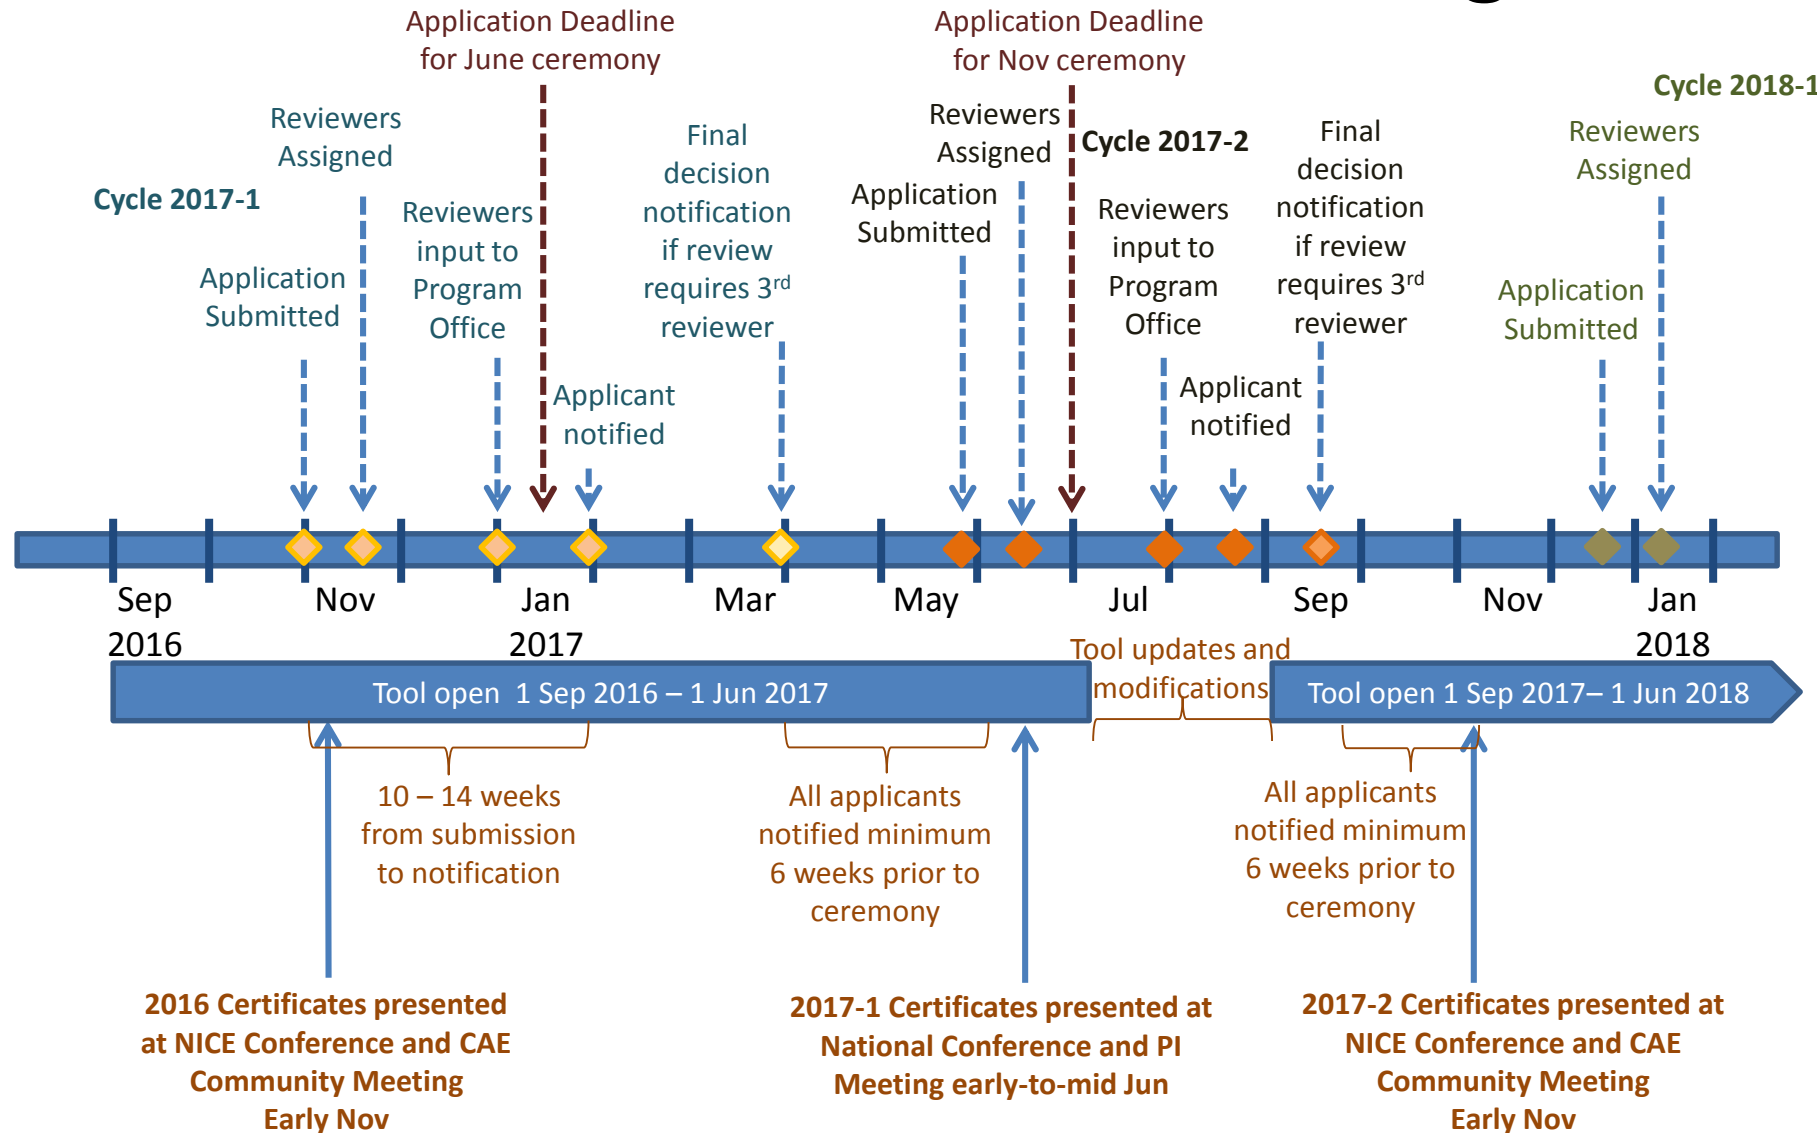 Application Deadline
for June ceremony
Application Deadline
for Nov ceremony
Cycle 2018-1
Reviewers
Assigned
Final
decision
notification
if review
requires 3rd
reviewer
Reviewers
Assigned
Cycle 2017-2
Final
decision
notification
if review
requires 3rd
reviewer
Reviewers
Assigned
Cycle 2017-1
Reviewers
input to
Program
Office
Application
Submitted
Reviewers
input to
Program
Office
Application
Submitted
Application
Submitted
Applicant
notified
Applicant
notified
Sep
2016
Nov
Jan
2017
Mar
May
Jul
Sep
Nov
Jan
2018
Tool open 1 Sep 2016 – 1 Jun 2017
Tool updates and
modifications
Tool open 1 Sep 2017– 1 Jun 2018
10 – 14 weeks
from submission
to notification
All applicants
notified minimum
6 weeks prior to
ceremony
All applicants
notified minimum
6 weeks prior to
ceremony
2016 Certificates presented
at NICE Conference and CAE
Community Meeting
Early Nov
2017-1 Certificates presented at
National Conference and PI
Meeting early-to-mid Jun
2017-2 Certificates presented at
NICE Conference and CAE
Community Meeting
Early Nov